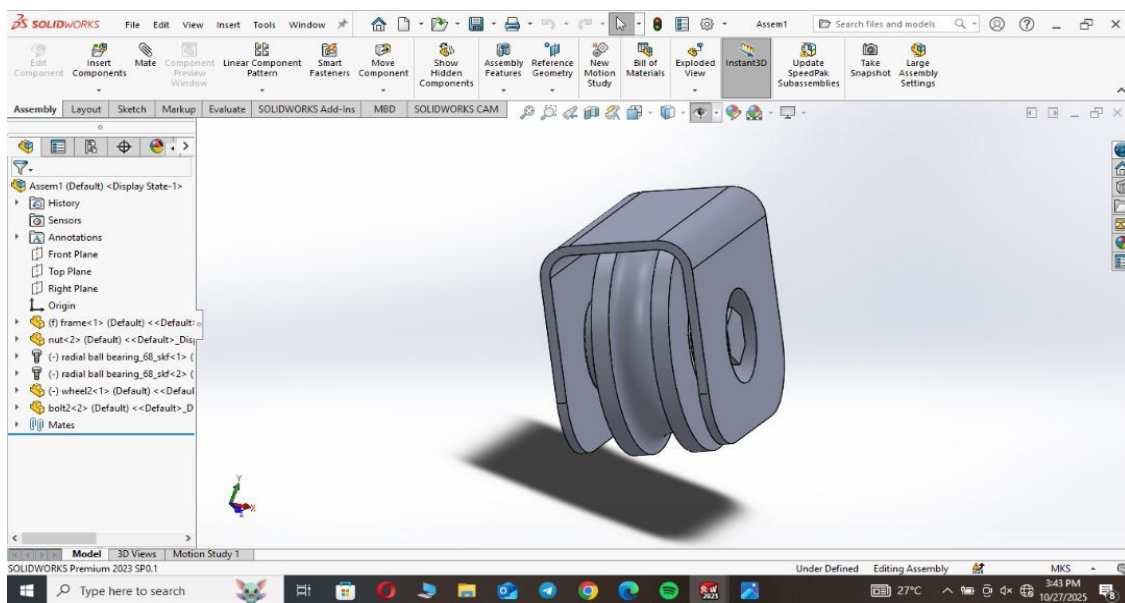 SOLIDWORKS File Edit View Insert Tools Window Assem1 Search files and models
Edit Component
Insert Components
Mate
Component Preview Window
Linear Component Pattern
Smart Fasteners
Move Component
Show Hidden Components
Assembly Features
Reference Geometry
New Motion Study
Bill of Materials
Exploded View
Instant3D
Update SpeedPak Subassemblies
Take Snapshot
Large Assembly Settings
Assembly Layout Sketch Markup Evaluate SOLIDWORKS Add-Ins MBD SOLIDWORKS CAM
Assem1 (Default) <Display State-1>
History
Sensors
Annotations
Front Plane
Top Plane
Right Plane
Origin
(f) frame<1> (Default) <<Default>
nut<2> (Default) <<Default>_Disp
(-) radial ball bearing_68_skf<1> (
(-) radial ball bearing_68_skf<2> (
(-) wheel2<1> (Default) <<Defaul
bolt2<2> (Default) <<Default>_D
Mates
Y
X
Z
Model 3D Views Motion Study 1
SOLIDWORKS Premium 2023 SP0.1 Under Defined Editing Assembly MKS
Type here to search 27°C 3:43 PM
10/27/2025